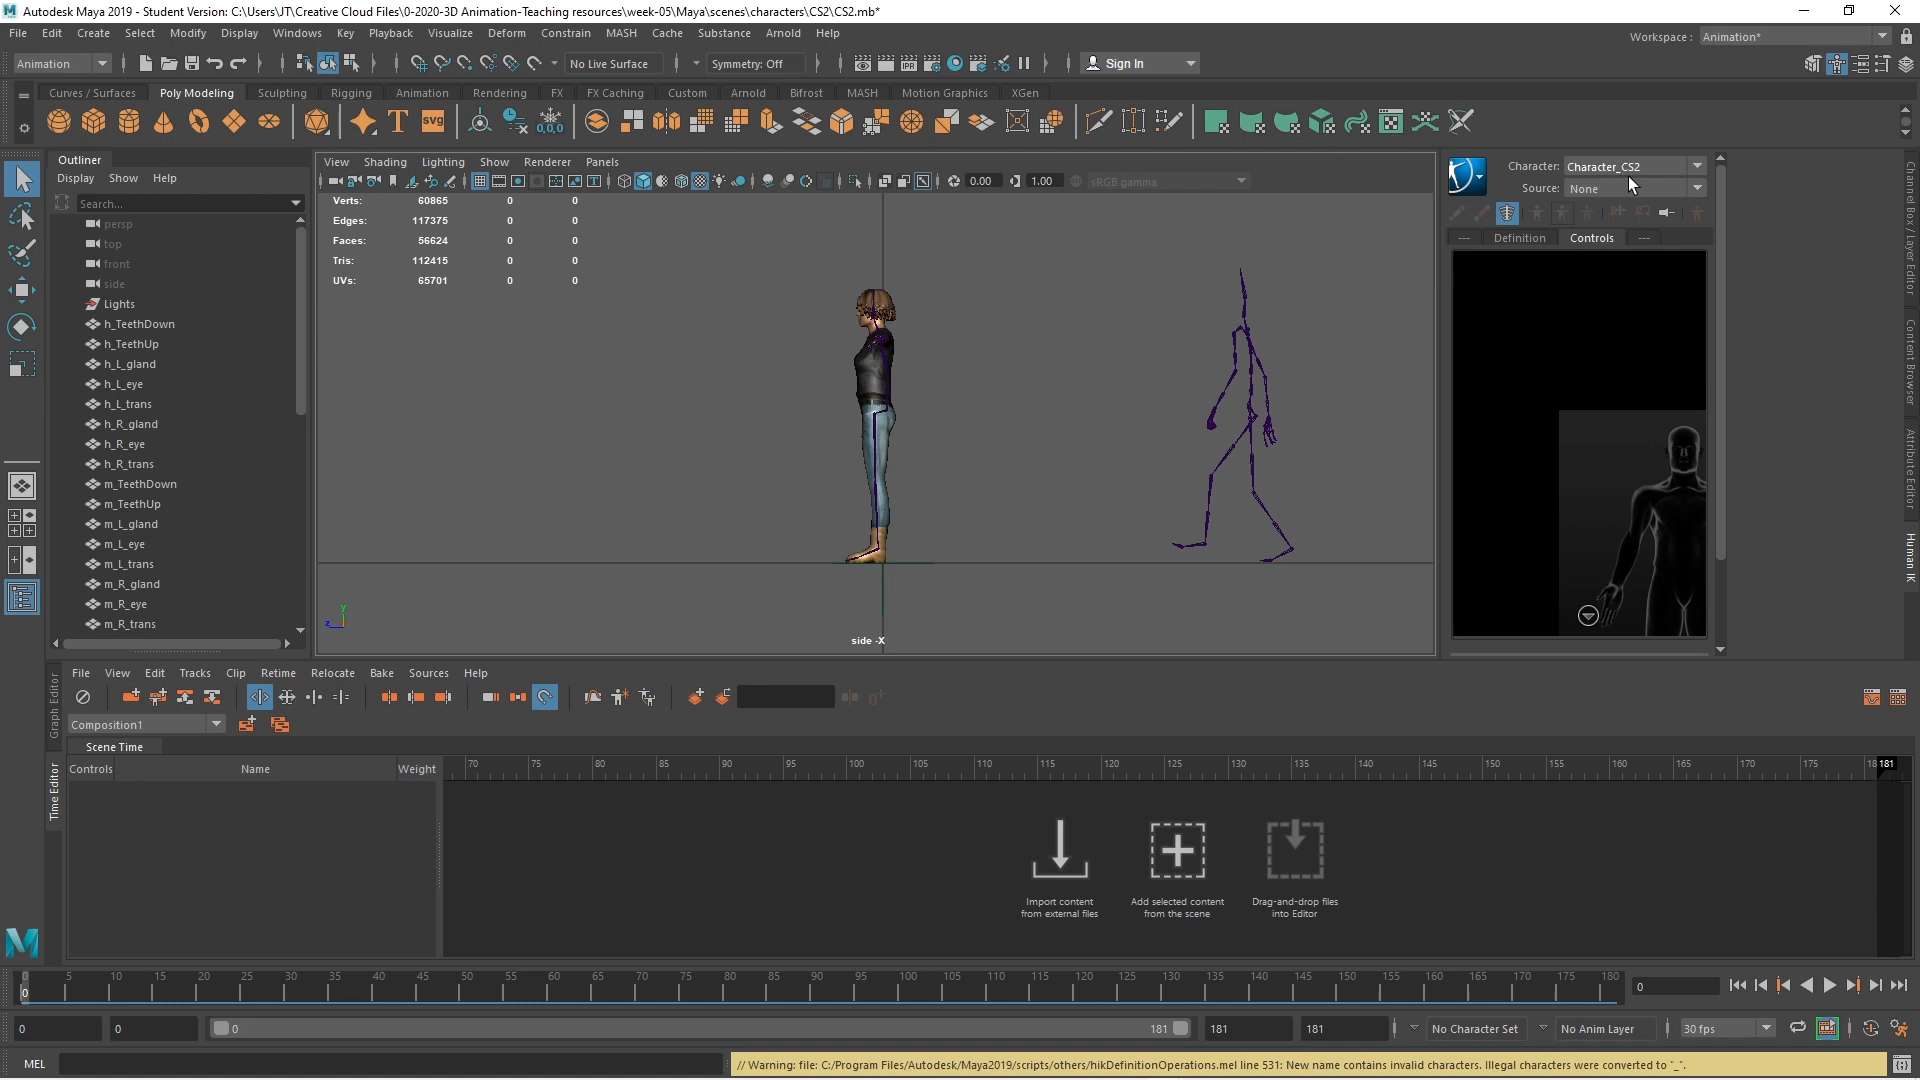 Autodesk Maya 2019 - Student Version: C:\Users\JT\Creative Cloud Files\0-2020-3D Animation-Teaching resources\week-05\Maya\scenes\characters\CS2\CS2.mb*
File Edit Create Select Modify Display Windows Key Playback Visualize Deform Constrain MASH Cache Substance Arnold Help
Workspace : Animation*
Animation No Live Surface Symmetry: Off Sign In
Curves / Surfaces Poly Modeling Sculpting Rigging Animation Rendering FX FX Caching Custom Arnold Bifrost MASH Motion Graphics XGen
Outliner
Display Show Help
Search...
persp
top
front
side
Lights
h_TeethDown
h_TeethUp
h_L_gland
h_L_eye
h_L_trans
h_R_gland
h_R_eye
h_R_trans
m_TeethDown
m_TeethUp
m_L_gland
m_L_eye
m_L_trans
m_R_gland
m_R_eye
m_R_trans
View Shading Lighting Show Renderer Panels
0.00 1.00 sRGB gamma
Verts: 60865 0 0
Edges: 117375 0 0
Faces: 56624 0 0
Tris: 112415 0 0
UVs: 65701 0 0
y
z
side -X
Character: Character_CS2
Source: None
--- Definition Controls ---
Channel Box / Layer Editor
Content Browser
Attribute Editor
Human IK
Graph Editor
Time Editor
File View Edit Tracks Clip Retime Relocate Bake Sources Help
Composition1
Scene Time
Controls Name Weight
70 75 80 85 90 95 100 105 110 115 120 125 130 135 140 145 150 155 160 165 170 175 18 181
Import content
from external files
Add selected content
from the scene
Drag-and-drop files
into Editor
0 5 10 15 20 25 30 35 40 45 50 55 60 65 70 75 80 85 90 95 100 105 110 115 120 125 130 135 140 145 150 155 160 165 170 175 180
0
0
0 0 0 181 181 181 No Character Set No Anim Layer 30 fps
MEL
// Warning: file: C:/Program Files/Autodesk/Maya2019/scripts/others/hikDefinitionOperations.mel line 531: New name contains invalid characters. Illegal characters were converted to "_".